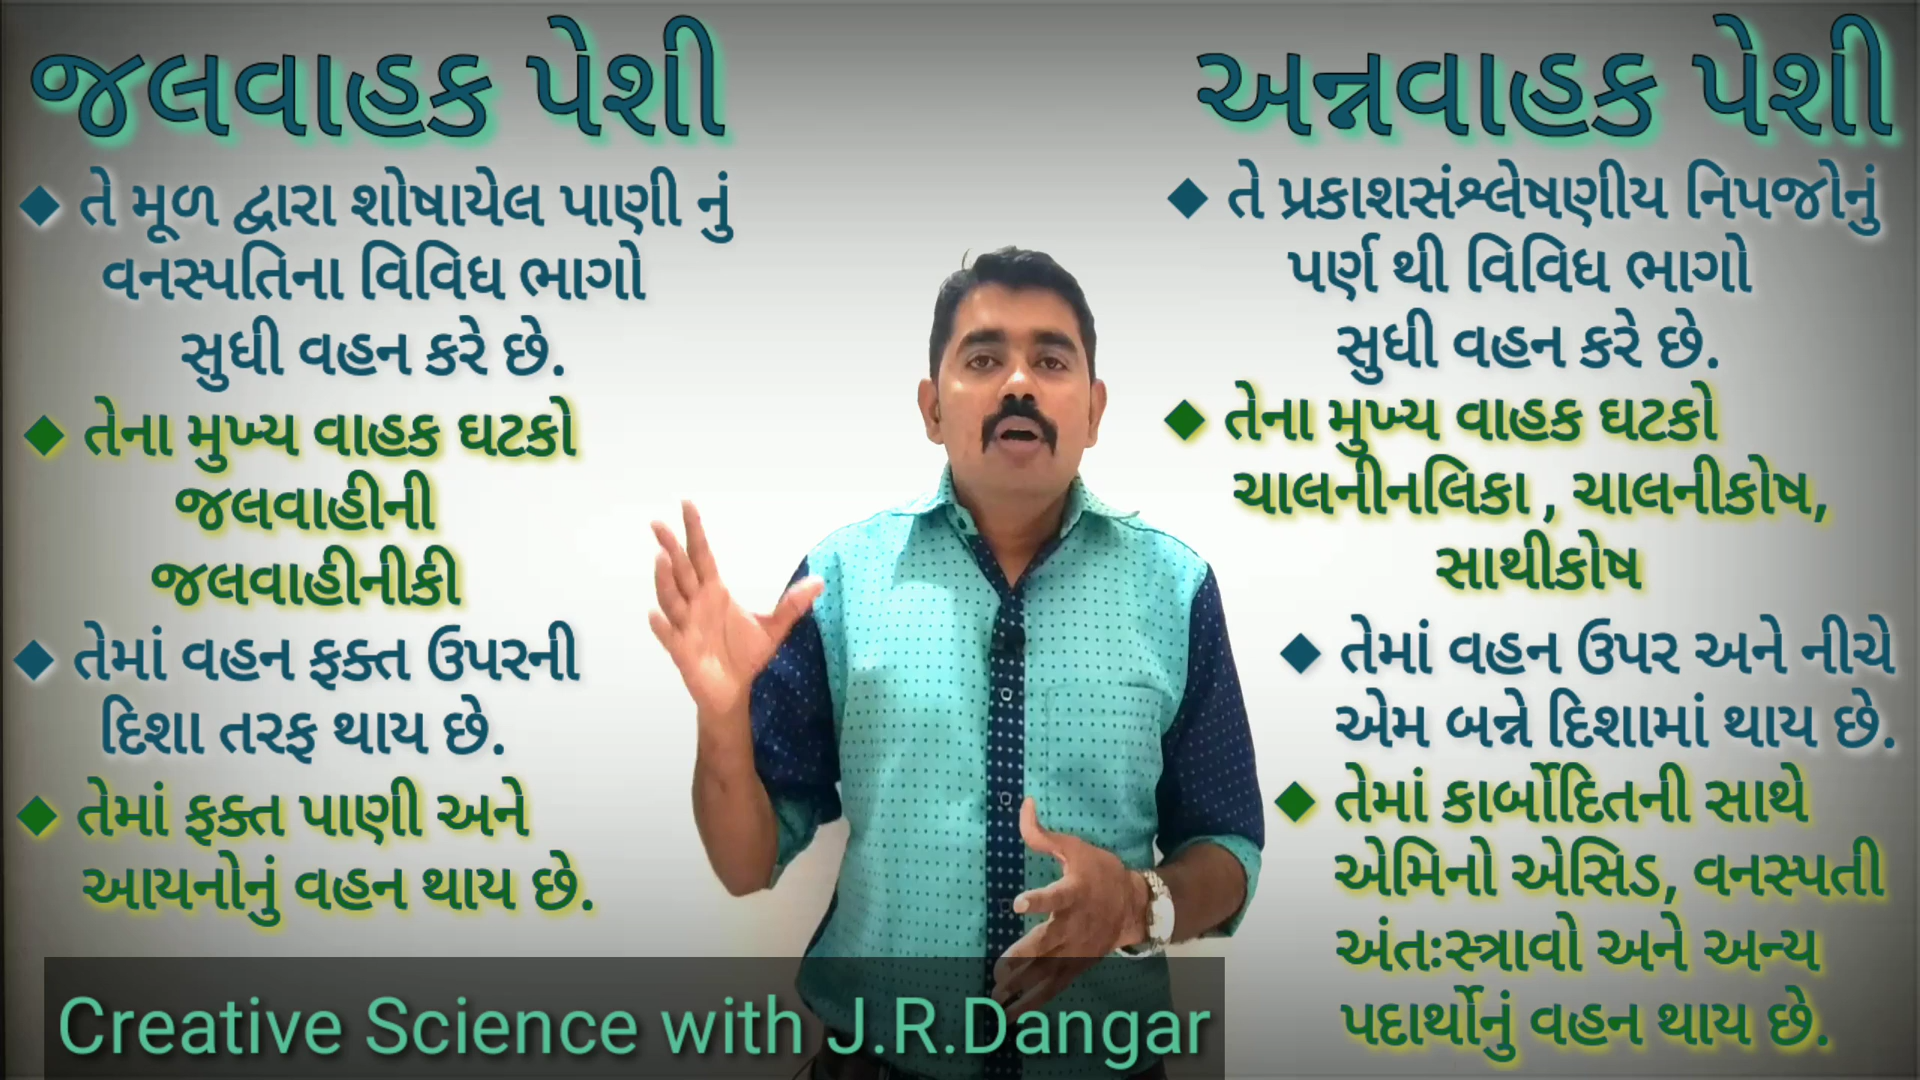 જલવાહક પેશી
◆ તે મૂળ દ્વારા શોષાયેલ પાણી નું
વનસ્પતિના વિવિધ ભાગો
સુધી વહન કરે છે.
◆ તેના મુખ્ય વાહક ઘટકો
જલવાહીની
જલવાહીનીકી
◆ તેમાં વહન ફક્ત ઉપરની
દિશા તરફ થાય છે.
◆ તેમાં ફક્ત પાણી અને
આયનોનું વહન થાય છે.
અન્નવાહક પેશી
◆ તે પ્રકાશસંશ્લેષણીય નિપજોનું
પર્ણ થી વિવિધ ભાગો
સુધી વહન કરે છે.
◆ તેના મુખ્ય વાહક ઘટકો
ચાલનીનલિકા , ચાલનીકોષ,
સાથીકોષ
◆ તેમાં વહન ઉપર અને નીચે
એમ બન્ને દિશામાં થાય છે.
◆ તેમાં કાર્બોદિતની સાથે
એમિનો એસિડ, વનસ્પતી
અંતઃસ્ત્રાવો અને અન્ય
પદાર્થોનું વહન થાય છે.
Creative Science with J.R.Dangar